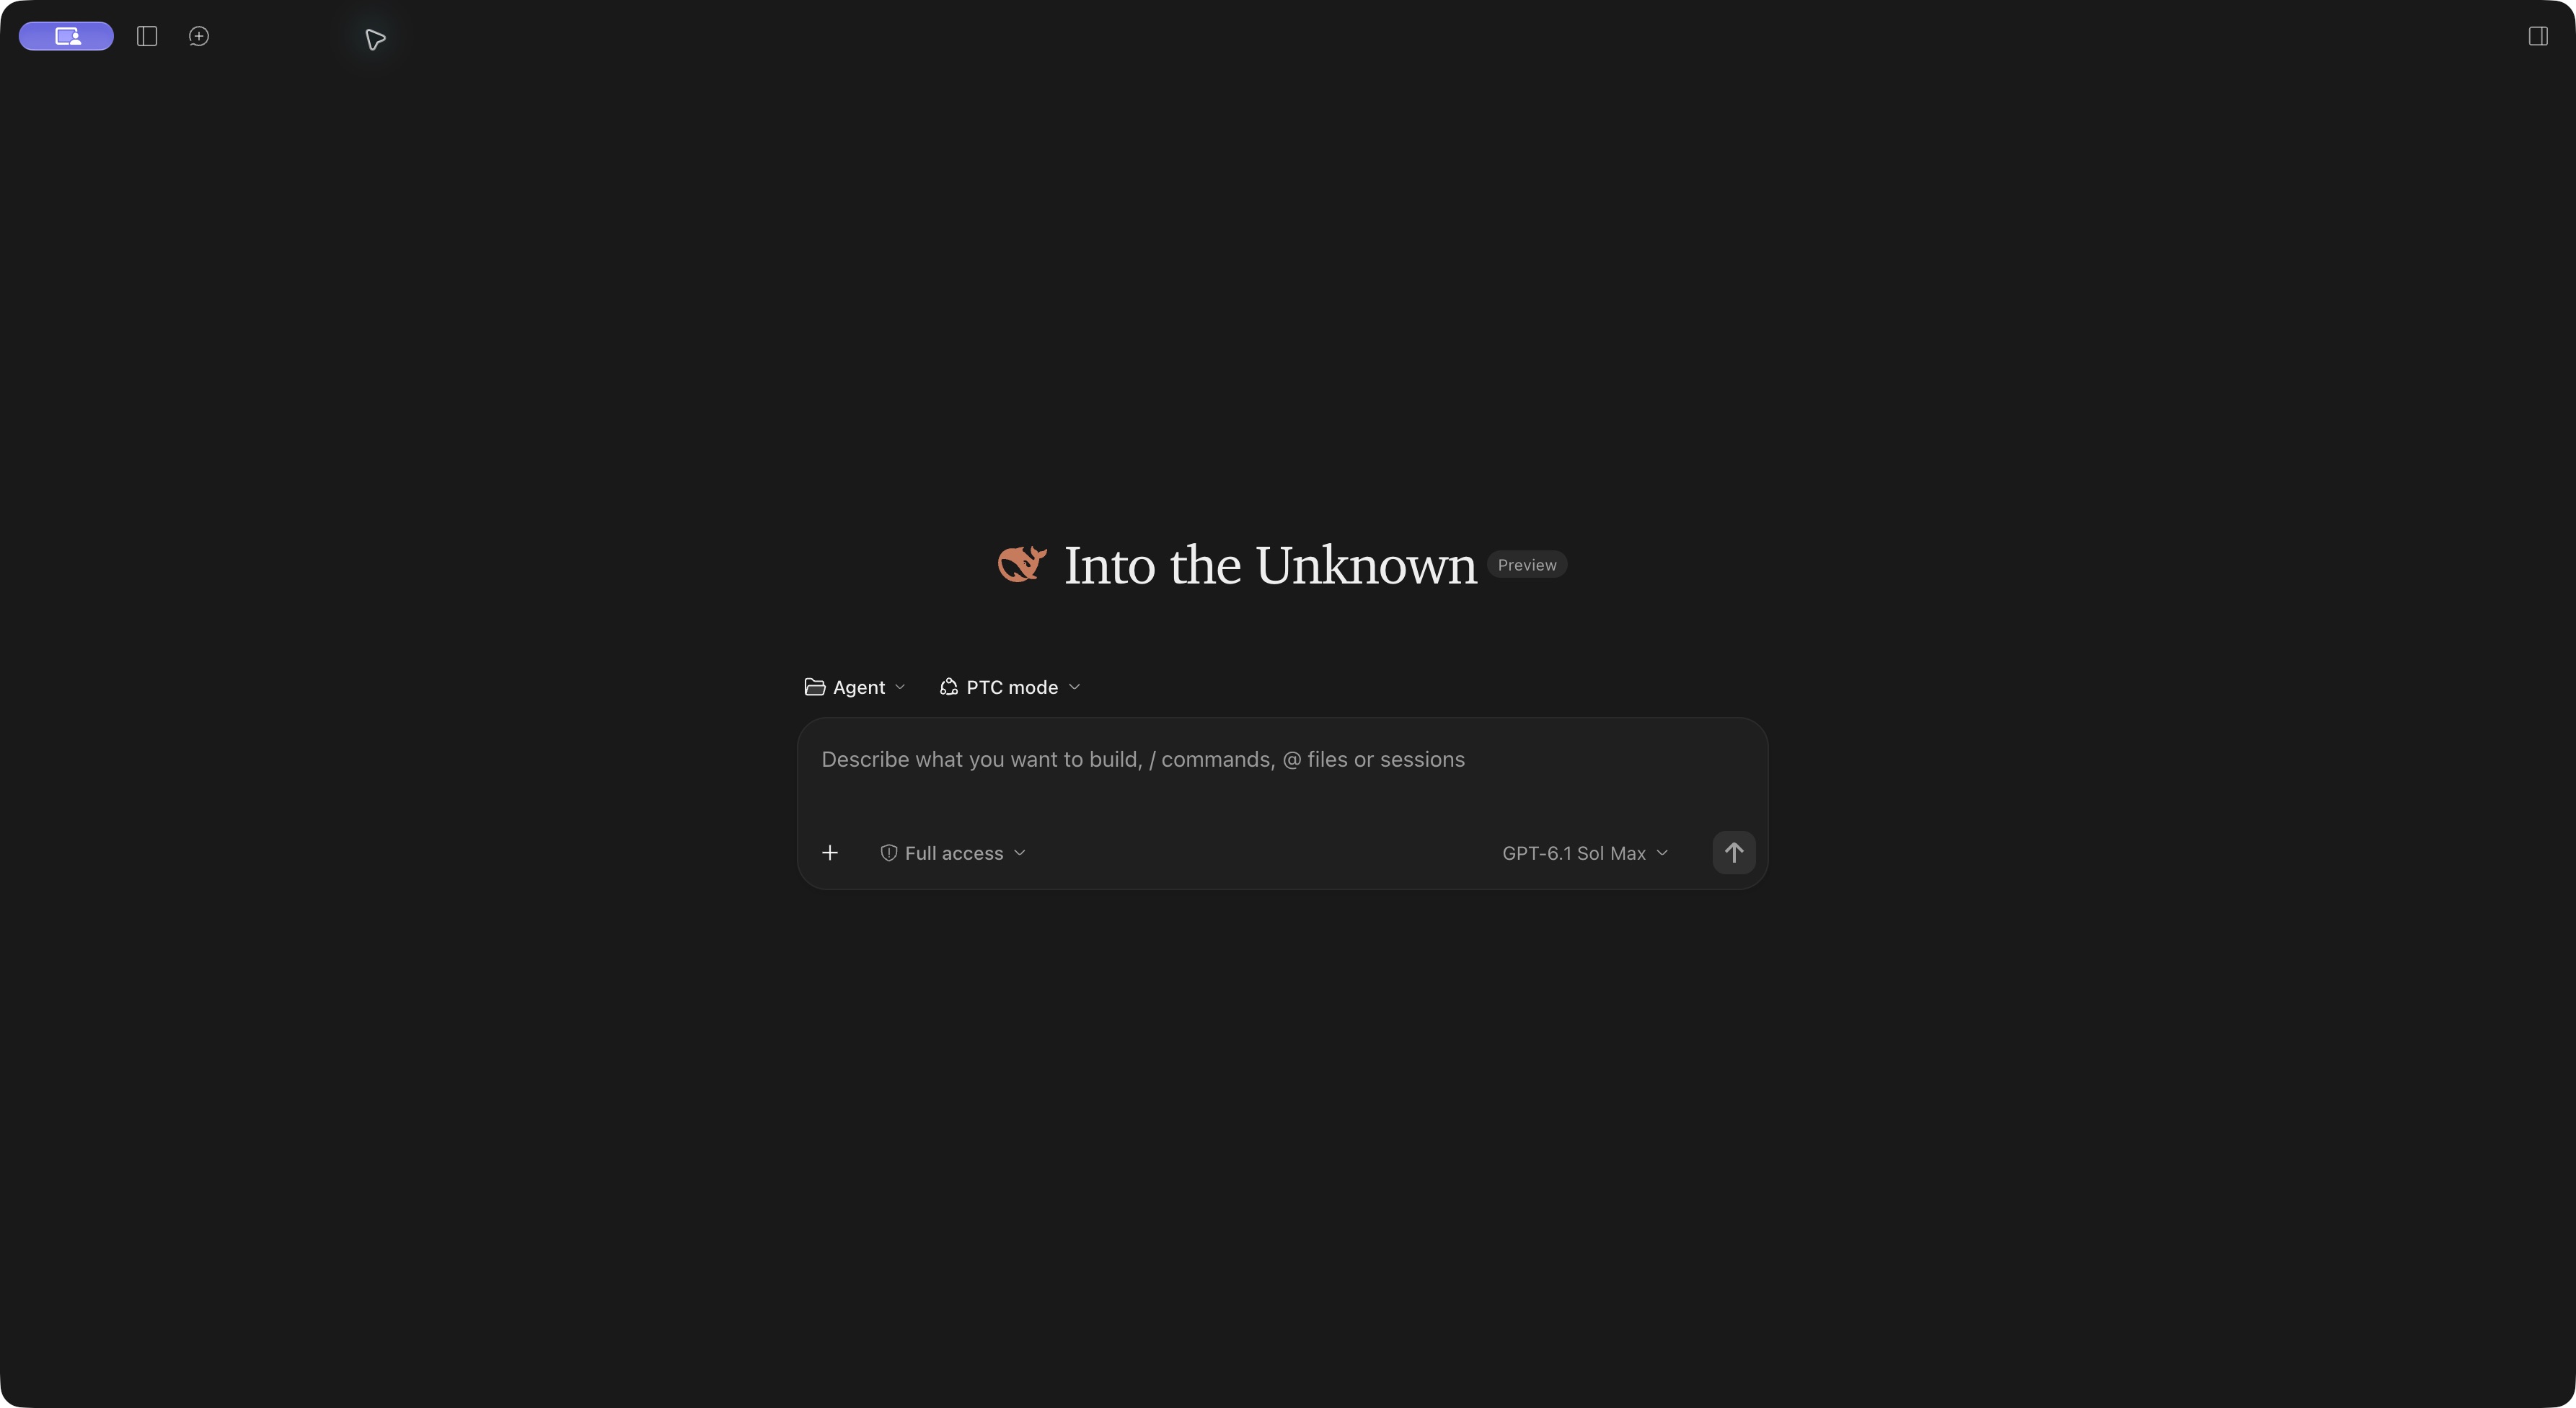 Into the Unknown Preview
Agent PTC mode
Describe what you want to build, / commands, @ files or sessions
Full access GPT-6.1 Sol Max